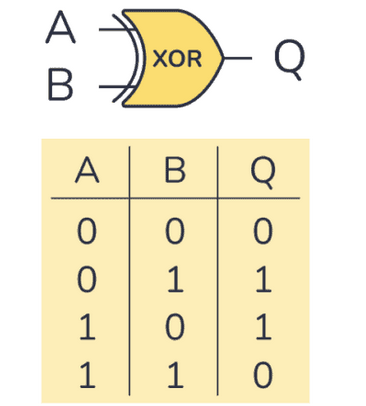 A
XOR Q
B
A B Q
0 0 0
0 1 1
1 0 1
1 1 0